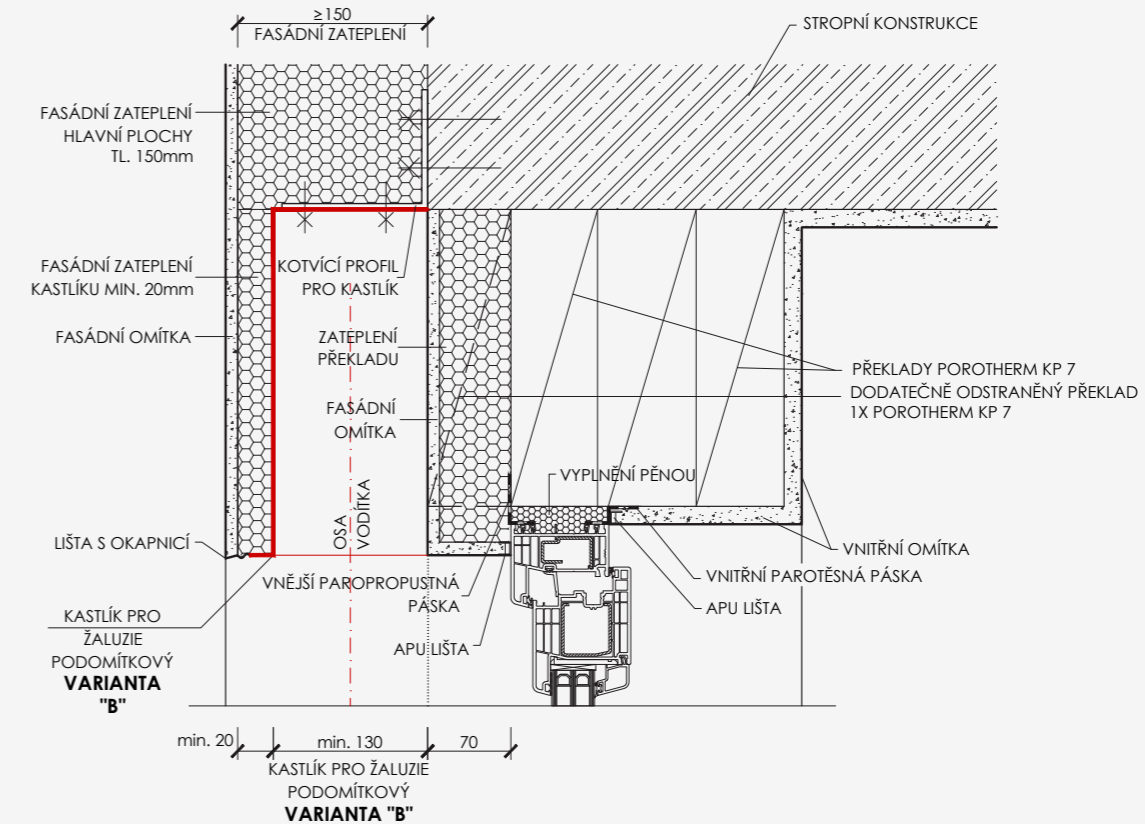 ≥150
FASÁDNÍ ZATEPLENÍ
STROPNÍ KONSTRUKCE
FASÁDNÍ ZATEPLENÍ
HLAVNÍ PLOCHY
TL. 150mm
FASÁDNÍ ZATEPLENÍ
KASTLÍKU MIN. 20mm
KOTVÍCÍ PROFIL
PRO KASTLÍK
FASÁDNÍ OMÍTKA
ZATEPLENÍ
PŘEKLADU
PŘEKLADY POROTHERM KP 7
DODATEČNĚ ODSTRANĚNÝ PŘEKLAD
1X POROTHERM KP 7
FASÁDNÍ
OMÍTKA
VYPLNĚNÍ PĚNOU
OSA
VODÍTKA
LIŠTA S OKAPNICÍ
VNITŘNÍ OMÍTKA
VNĚJŠÍ PAROPROPUSTNÁ
PÁSKA
VNITŘNÍ PAROTĚSNÁ PÁSKA
APU LIŠTA
APU LIŠTA
KASTLÍK PRO
ŽALUZIE
PODOMÍTKOVÝ
VARIANTA
"B"
min. 20
min. 130
70
KASTLÍK PRO ŽALUZIE
PODOMÍTKOVÝ
VARIANTA "B"